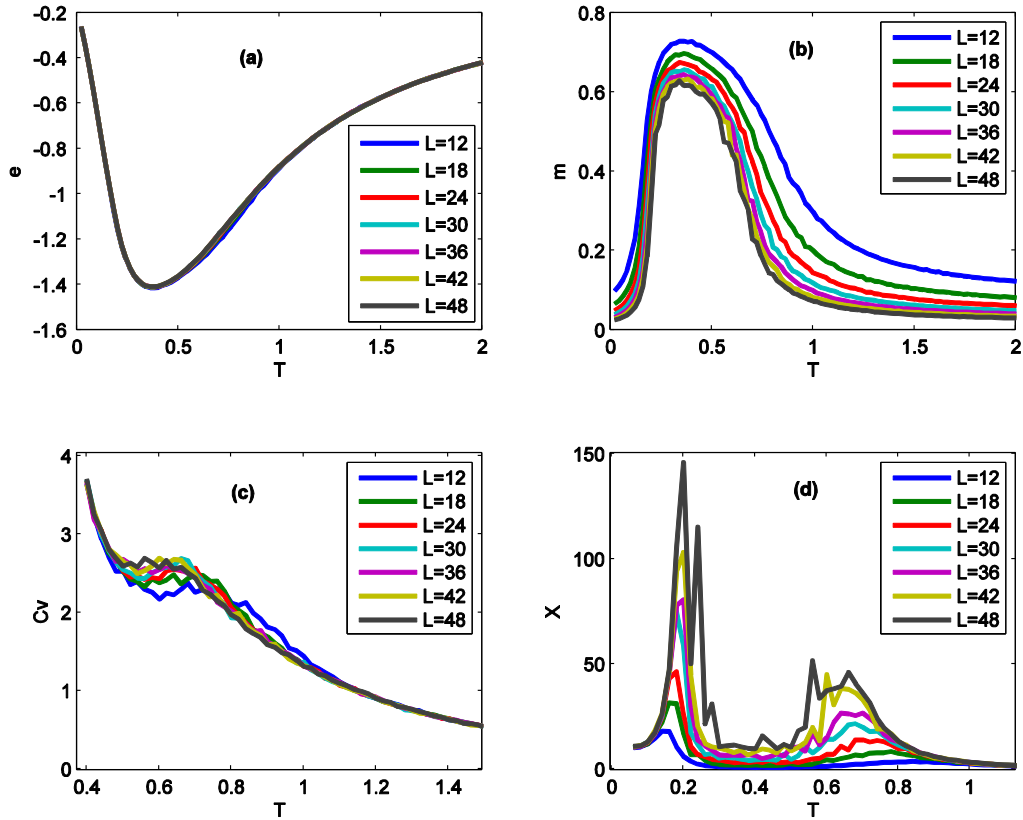 -0.2
-0.4
-0.6
-0.8
-1
-1.2
-1.4
-1.6
e
(a)
L=12
L=18
L=24
L=30
L=36
L=42
L=48
0 0.5 1 1.5 2
T
0.8
0.6
0.4
0.2
0
m
(b)
L=12
L=18
L=24
L=30
L=36
L=42
L=48
0 0.5 1 1.5 2
T
4
3
2
1
0
Cv
(c)
L=12
L=18
L=24
L=30
L=36
L=42
L=48
0.4 0.6 0.8 1 1.2 1.4
T
150
100
50
0
X
(d)
L=12
L=18
L=24
L=30
L=36
L=42
L=48
0 0.2 0.4 0.6 0.8 1
T